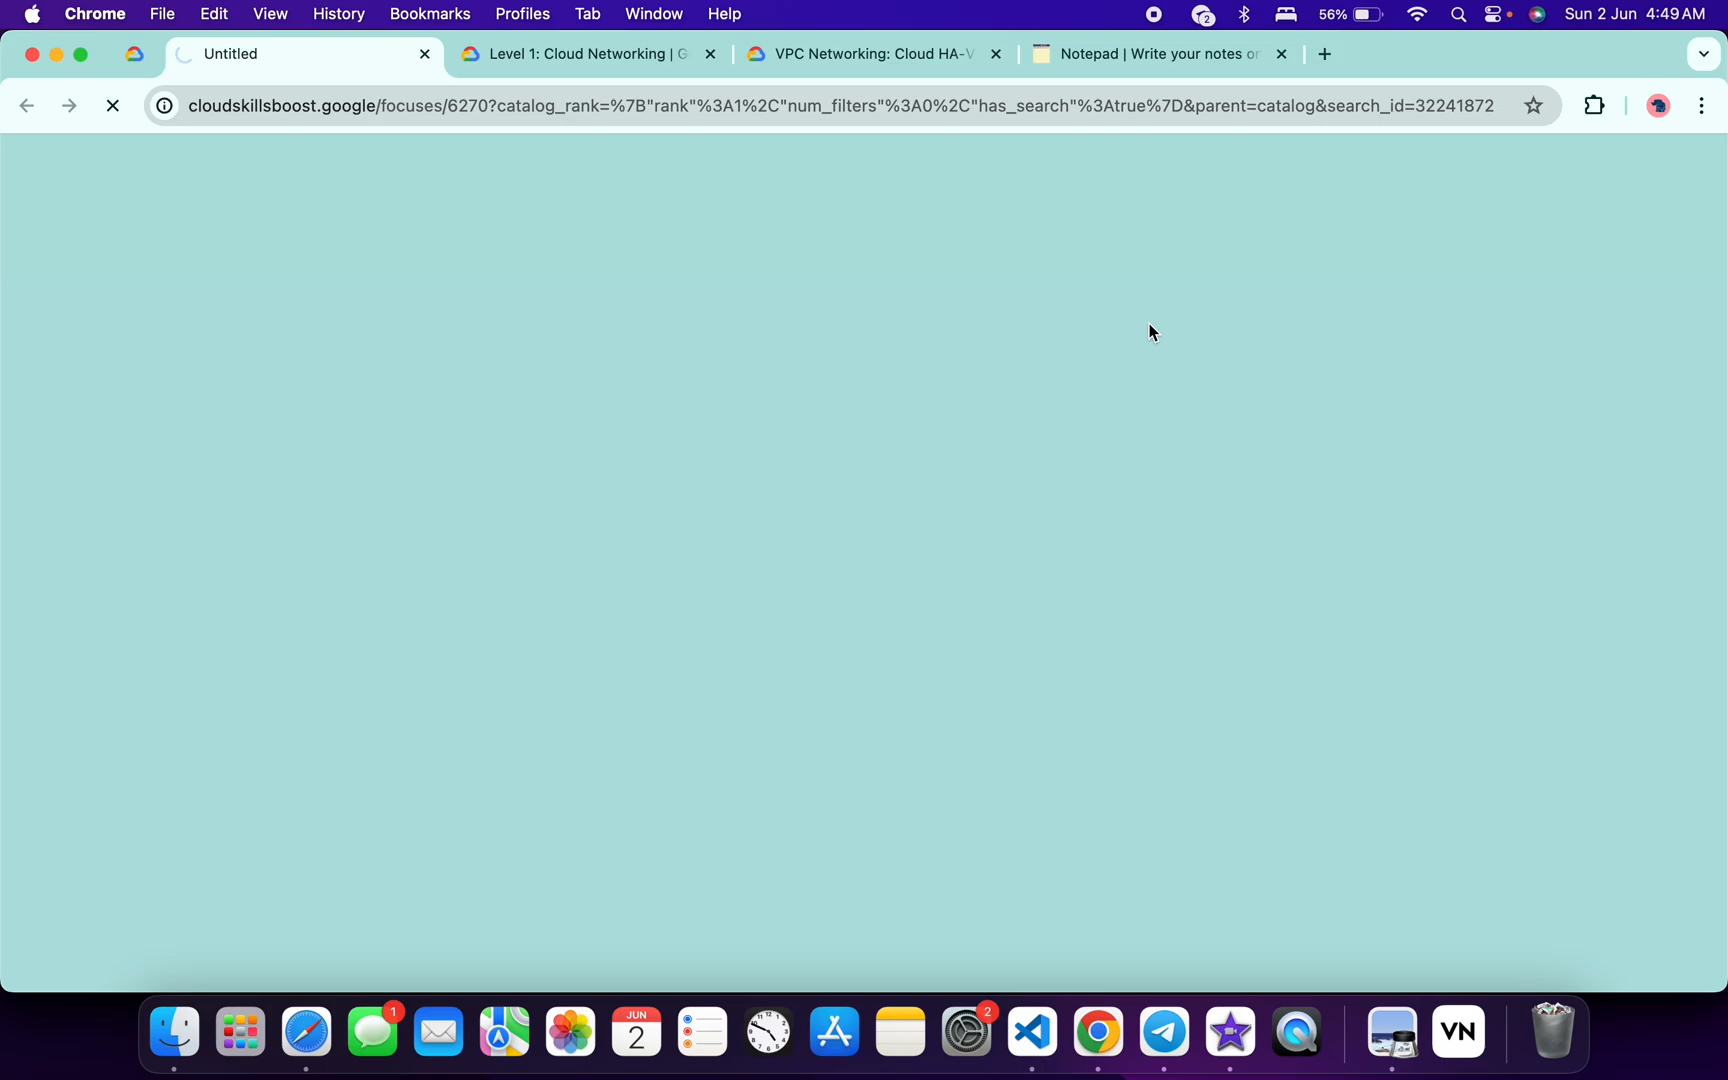 Chrome File Edit View History Bookmarks Profiles Tab Window Help 2 56% Sun 2 Jun 4:49 AM
Untitled Level 1: Cloud Networking | G VPC Networking: Cloud HA-V Notepad | Write your notes on
cloudskillsboost.google/focuses/6270?catalog_rank=%7B"rank"%3A1%2C"num_filters"%3A0%2C"has_search"%3Atrue%7D&parent=catalog&search_id=32241872
1 JUN 2 2 VN